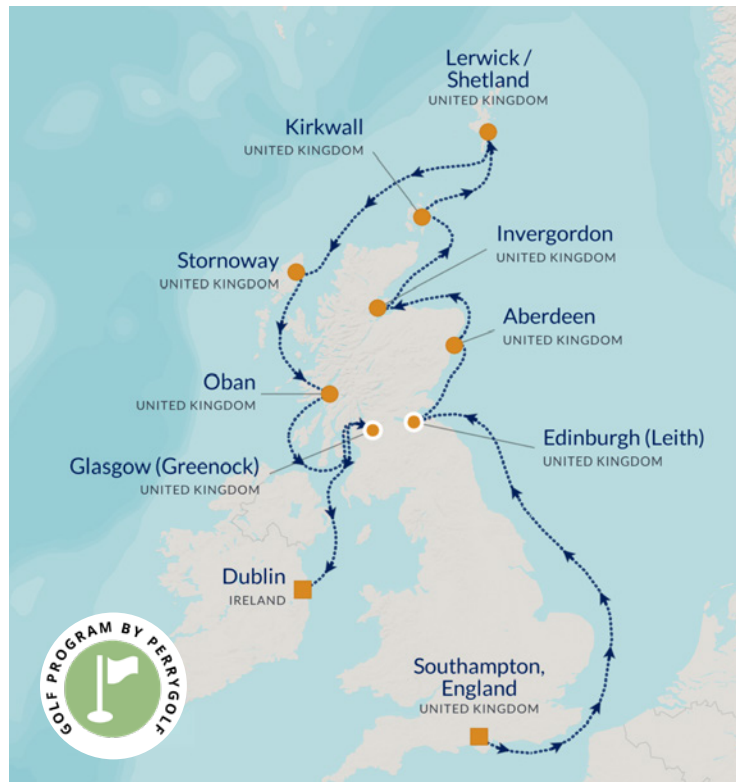 Lerwick /
Shetland
UNITED KINGDOM
Kirkwall
UNITED KINGDOM
Invergordon
UNITED KINGDOM
Stornoway
UNITED KINGDOM
Aberdeen
UNITED KINGDOM
Oban
UNITED KINGDOM
Edinburgh (Leith)
UNITED KINGDOM
Glasgow (Greenock)
UNITED KINGDOM
Dublin
IRELAND
GOLF PROGRAM BY PERRYGOLF
Southampton,
England
UNITED KINGDOM